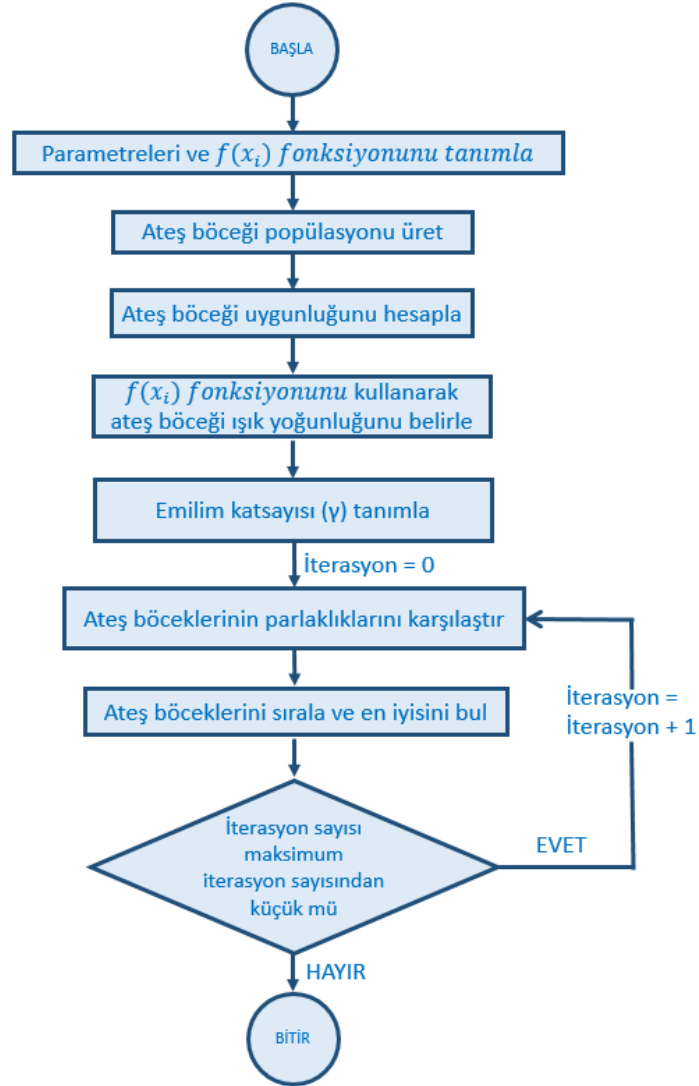 BAŞLA
Parametreleri ve f(xᵢ) fonksiyonunu tanımla
Ateş böceği popülasyonu üret
Ateş böceği uygunluğunu hesapla
f(xᵢ) fonksiyonunu kullanarak
ateş böceği ışık yoğunluğunu belirle
Emilim katsayısı (γ) tanımla
İterasyon = 0
Ateş böceklerinin parlaklıklarını karşılaştır
Ateş böceklerini sırala ve en iyisini bul
İterasyon =
İterasyon + 1
İterasyon sayısı
maksimum
iterasyon sayısından
küçük mü
EVET
HAYIR
BİTİR